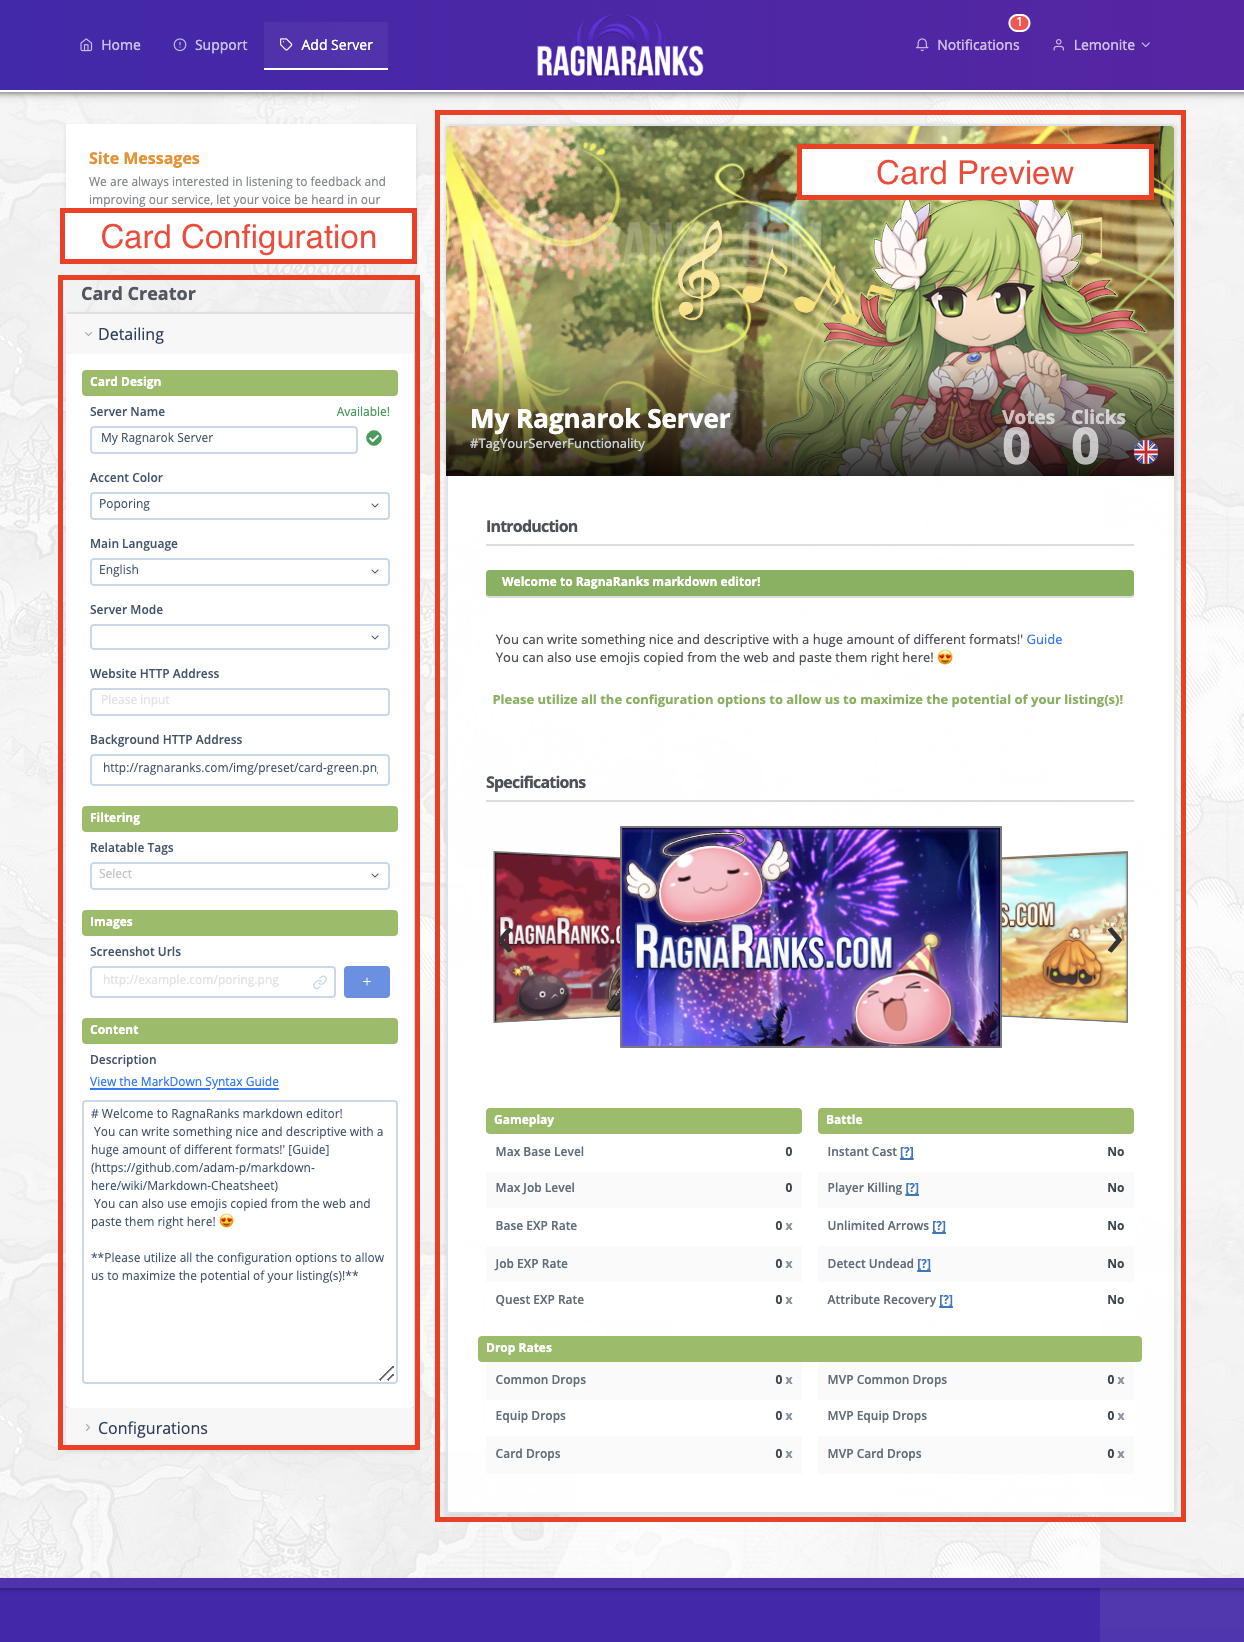 Home
Support
Add Server
RAGNARANKS
1
Notifications
Lemonite
Site Messages
We are always interested in listening to feedback and
improving our service, let your voice be heard in our
Card Configuration
Card Creator
Detailing
Card Design
Server Name
Available!
My Ragnarok Server
Accent Color
Poporing
Main Language
English
Server Mode
Website HTTP Address
Please input
Background HTTP Address
http://ragnaranks.com/img/preset/card-green.pn
Filtering
Relatable Tags
Select
Images
Screenshot Urls
http://example.com/poring.png
+
Content
Description
View the MarkDown Syntax Guide
# Welcome to RagnaRanks markdown editor!
You can write something nice and descriptive with a
huge amount of different formats!' [Guide]
(https://github.com/adam-p/markdown-
here/wiki/Markdown-Cheatsheet)
You can also use emojis copied from the web and
paste them right here! 😍
**Please utilize all the configuration options to allow
us to maximize the potential of your listing(s)!**
Configurations
Card Preview
RAGNARANKS.COM
My Ragnarok Server
#TagYourServerFunctionality
Votes Clicks
0 0
Introduction
Welcome to RagnaRanks markdown editor!
You can write something nice and descriptive with a huge amount of different formats!' Guide
You can also use emojis copied from the web and paste them right here! 😍
Please utilize all the configuration options to allow us to maximize the potential of your listing(s)!
Specifications
RAGNARANKS.C
RAGNARANKS.COM
S.COM
Gameplay
Max Base Level 0
Max Job Level 0
Base EXP Rate 0 x
Job EXP Rate 0 x
Quest EXP Rate 0 x
Battle
Instant Cast [?] No
Player Killing [?] No
Unlimited Arrows [?] No
Detect Undead [?] No
Attribute Recovery [?] No
Drop Rates
Common Drops 0 x
Equip Drops 0 x
Card Drops 0 x
MVP Common Drops 0 x
MVP Equip Drops 0 x
MVP Card Drops 0 x